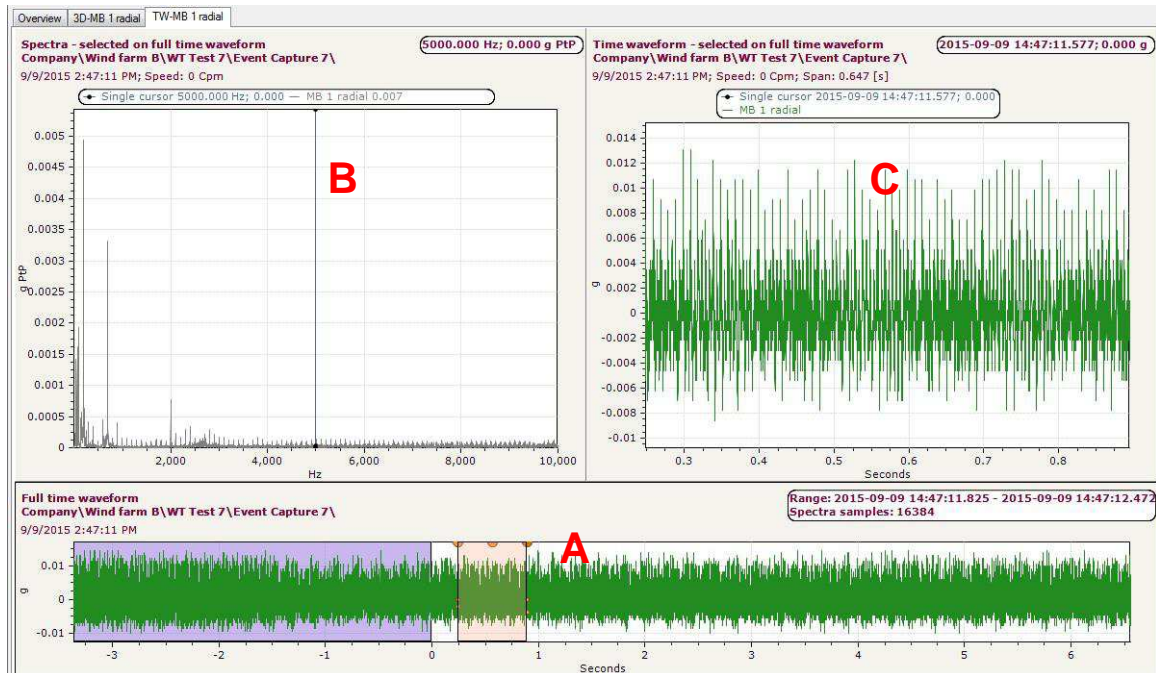 Overview 3D-MB 1 radial TW-MB 1 radial
Spectra - selected on full time waveform
Company\Wind farm B\WT Test 7\Event Capture 7\
9/9/2015 2:47:11 PM; Speed: 0 Cpm
5000.000 Hz; 0.000 g PtP
Single cursor 5000.000 Hz; 0.000 — MB 1 radial 0.007
B
0.005
0.0045
0.004
0.0035
0.003
0.0025
0.002
0.0015
0.001
0.0005
0
g PtP
2,000 4,000 6,000 8,000 10,000
Hz
Time waveform - selected on full time waveform
Company\Wind farm B\WT Test 7\Event Capture 7\
9/9/2015 2:47:11 PM; Speed: 0 Cpm; Span: 0.647 [s]
2015-09-09 14:47:11.577; 0.000 g
Single cursor 2015-09-09 14:47:11.577; 0.000
MB 1 radial
C
0.014
0.012
0.01
0.008
0.006
0.004
0.002
0
-0.002
-0.004
-0.006
-0.008
-0.01
g
0.3 0.4 0.5 0.6 0.7 0.8
Seconds
Full time waveform
Company\Wind farm B\WT Test 7\Event Capture 7\
9/9/2015 2:47:11 PM
Range: 2015-09-09 14:47:11.825 - 2015-09-09 14:47:12.472
Spectra samples: 16384
A
0.01
0
-0.01
g
-3 -2 -1 0 1 2 3 4 5 6
Seconds